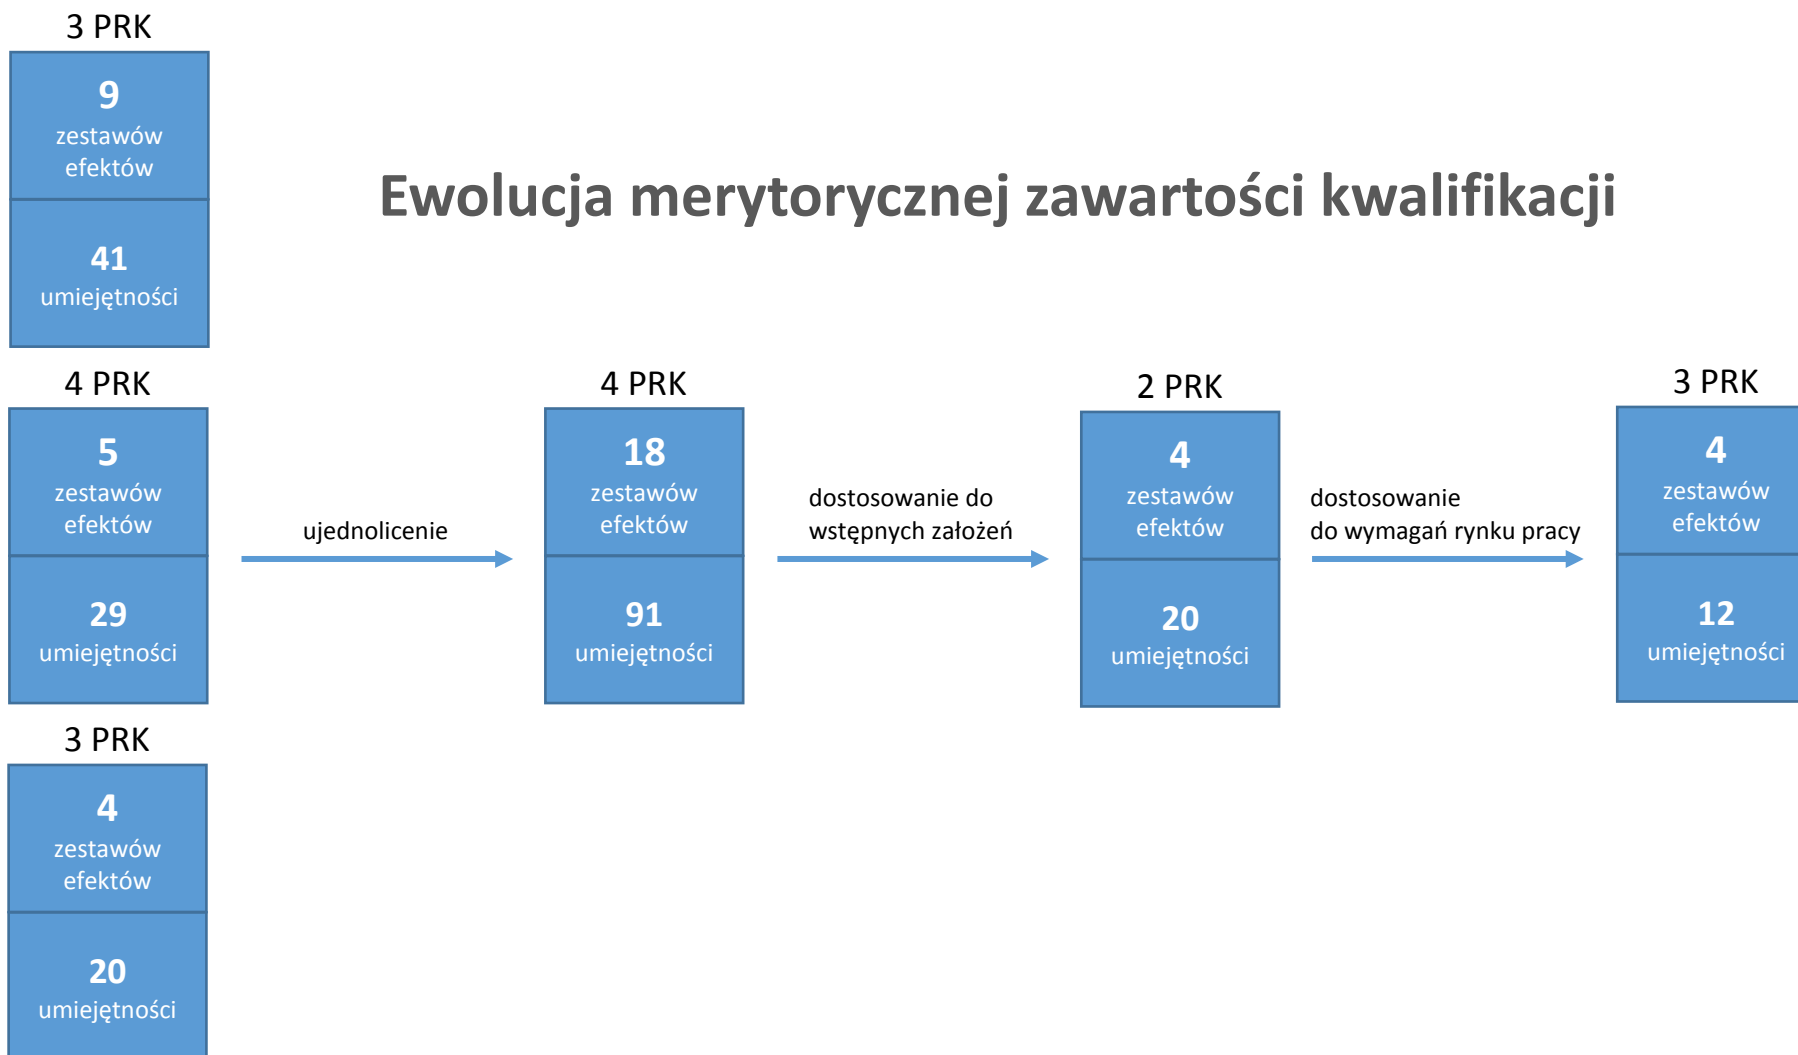 3 PRK
9
zestawów
efektów
41
umiejętności
Ewolucja merytorycznej zawartości kwalifikacji
4 PRK
5
zestawów
efektów
29
umiejętności
ujednolicenie
4 PRK
18
zestawów
efektów
91
umiejętności
dostosowanie do
wstępnych założeń
2 PRK
4
zestawów
efektów
20
umiejętności
dostosowanie
do wymagań rynku pracy
3 PRK
4
zestawów
efektów
12
umiejętności
3 PRK
4
zestawów
efektów
20
umiejętności